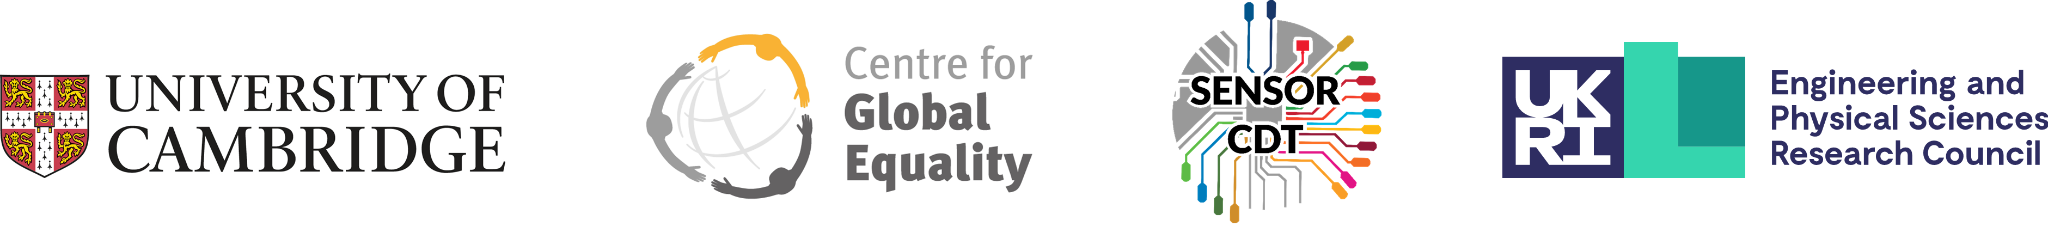 UNIVERSITY OF
CAMBRIDGE
Centre for
Global
Equality
SENSOR
CDT
UK
RI
Engineering and
Physical Sciences
Research Council